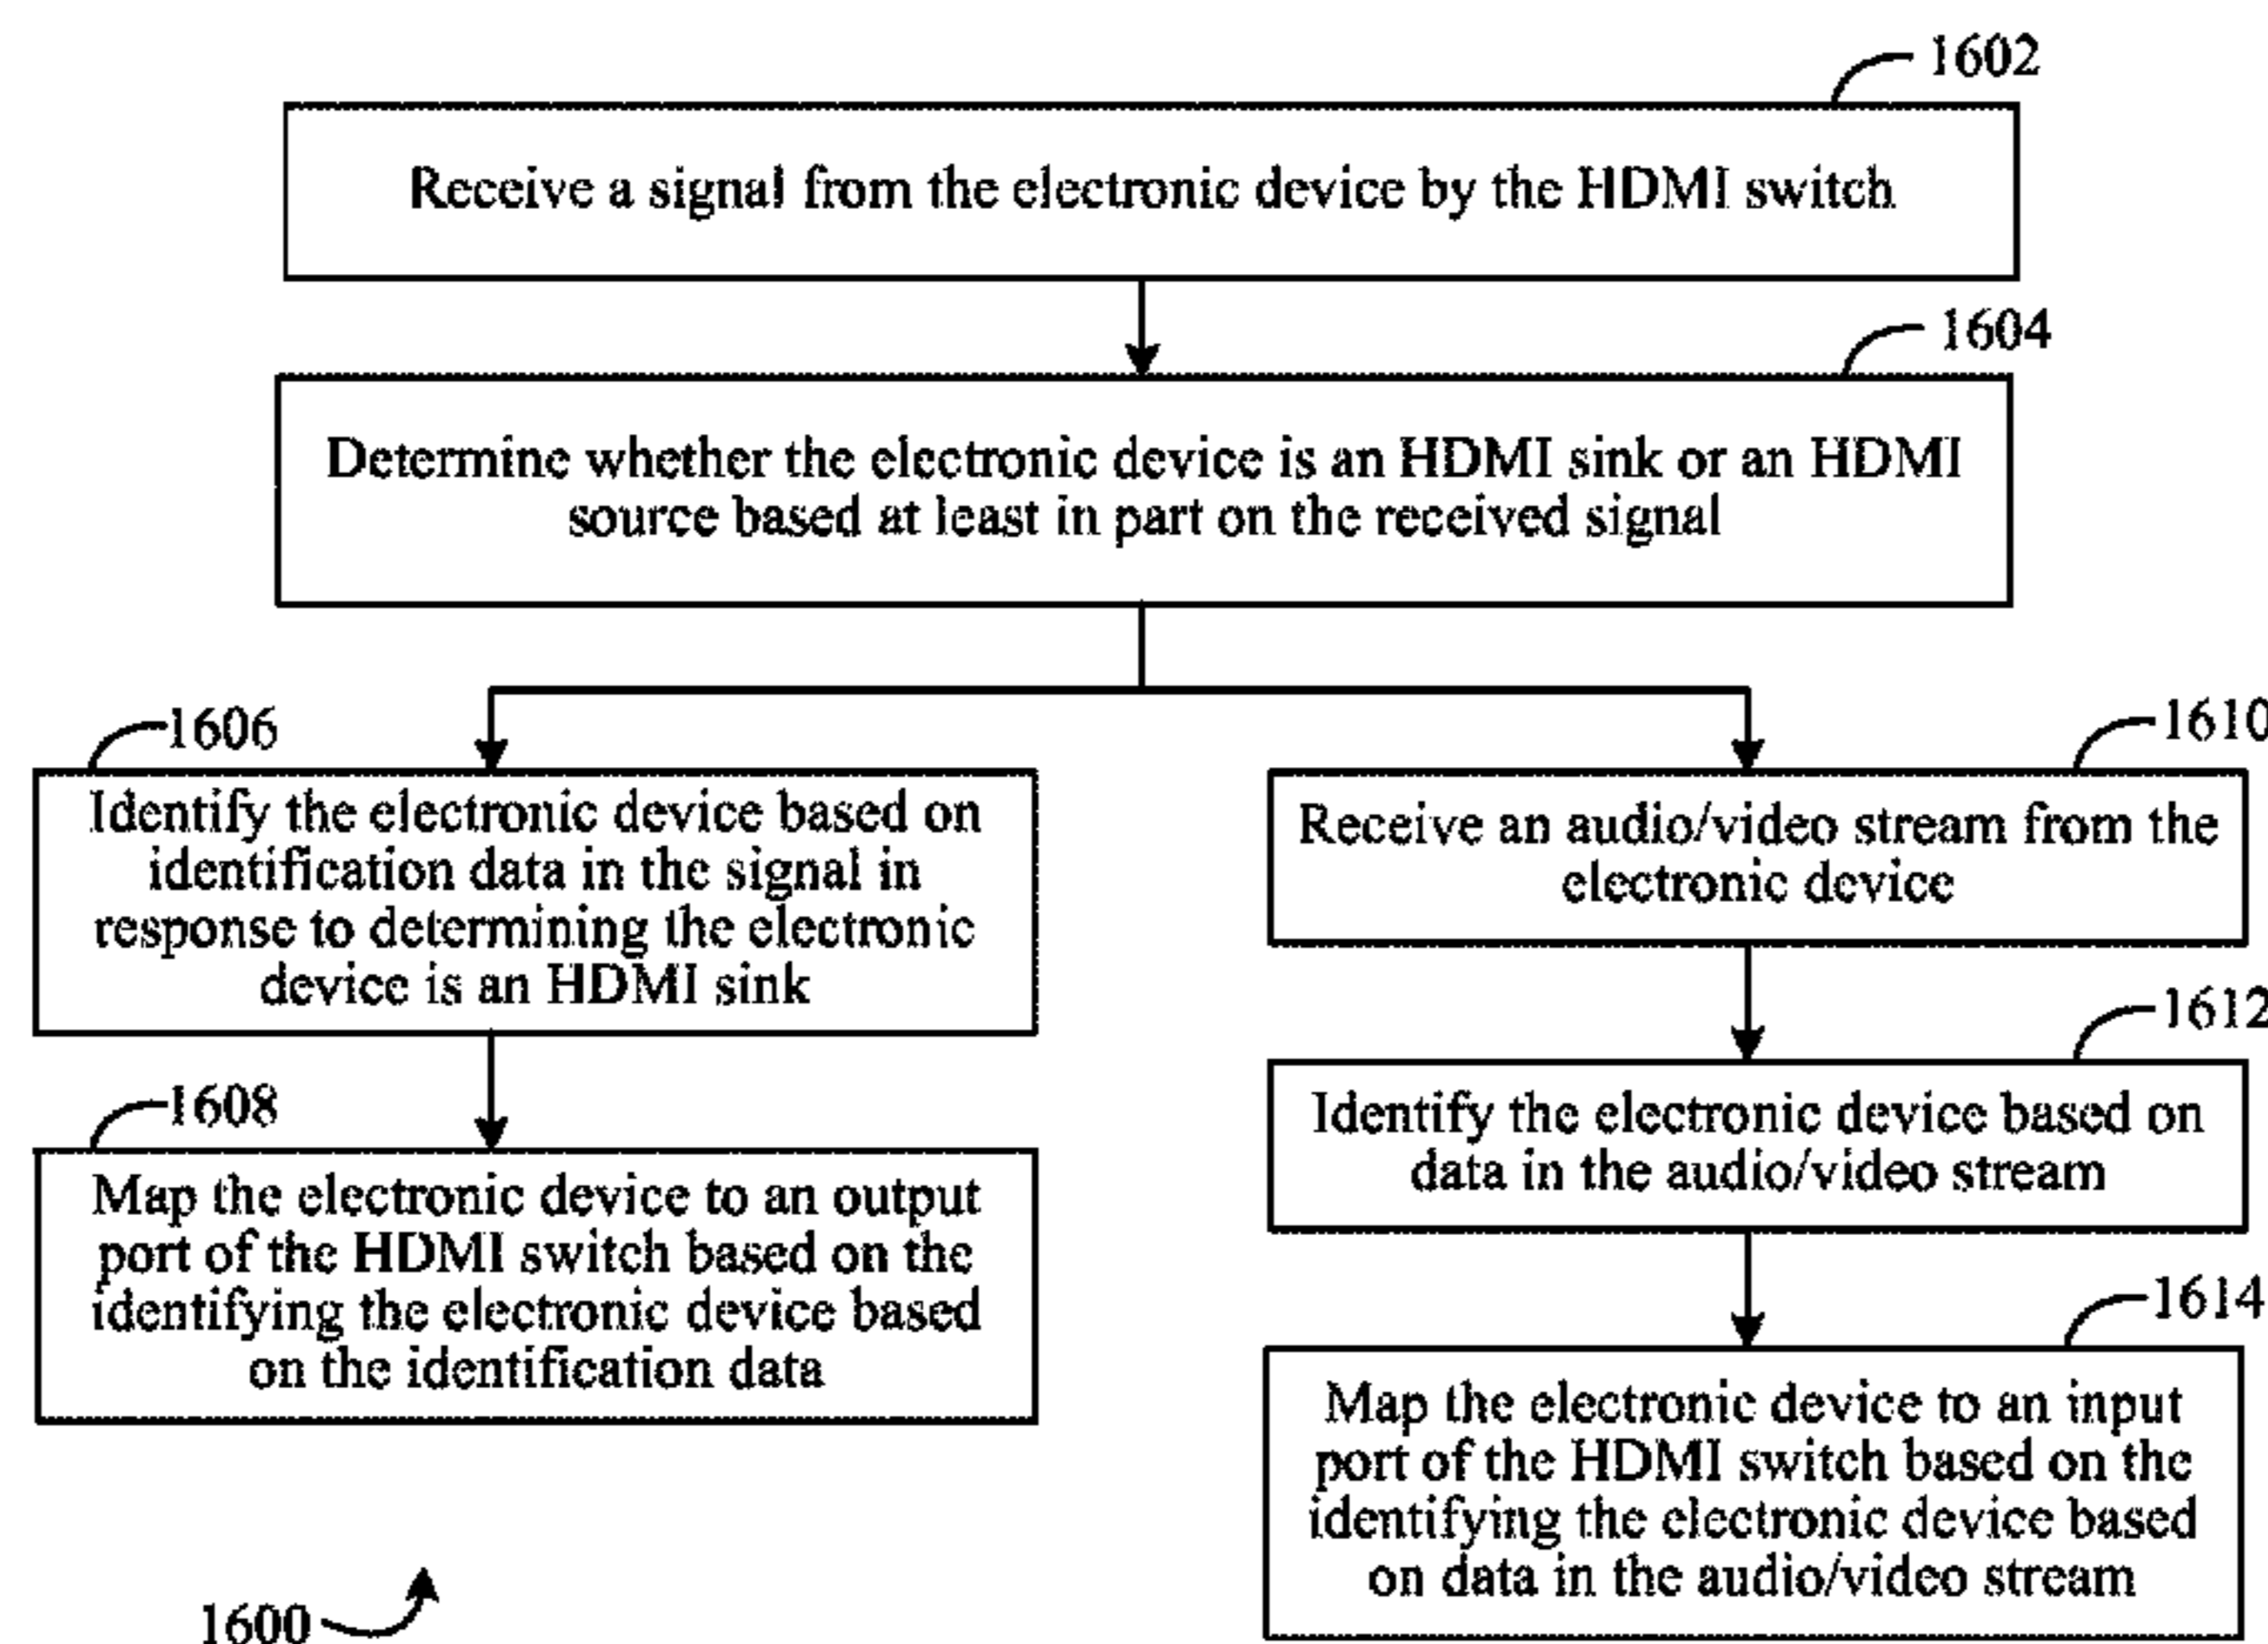 1602
Receive a signal from the electronic device by the HDMI switch
1604
Determine whether the electronic device is an HDMI sink or an HDMI
source based at least in part on the received signal
1606
Identify the electronic device based on
identification data in the signal in
response to determining the electronic
device is an HDMI sink
1608
Map the electronic device to an output
port of the HDMI switch based on the
identifying the electronic device based
on the identification data
1610
Receive an audio/video stream from the
electronic device
1612
Identify the electronic device based on
data in the audio/video stream
1614
Map the electronic device to an input
port of the HDMI switch based on the
identifying the electronic device based
on data in the audio/video stream
1600